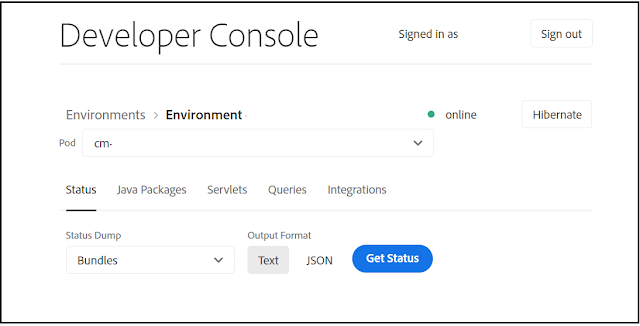 Developer Console
Signed in as
Sign out
Environments > Environment
online
Hibernate
Pod
cm-
Status Java Packages Servlets Queries Integrations
Status Dump Output Format
Bundles Text JSON Get Status